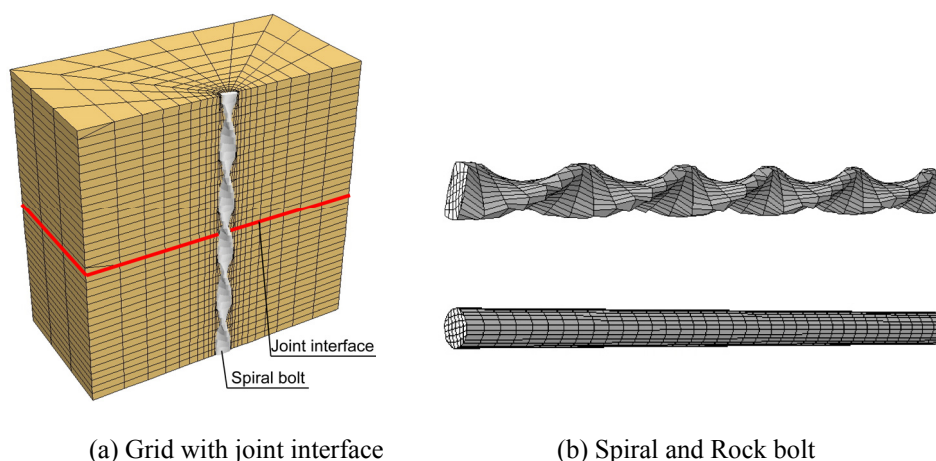 Joint interface
Spiral bolt
(a) Grid with joint interface
(b) Spiral and Rock bolt